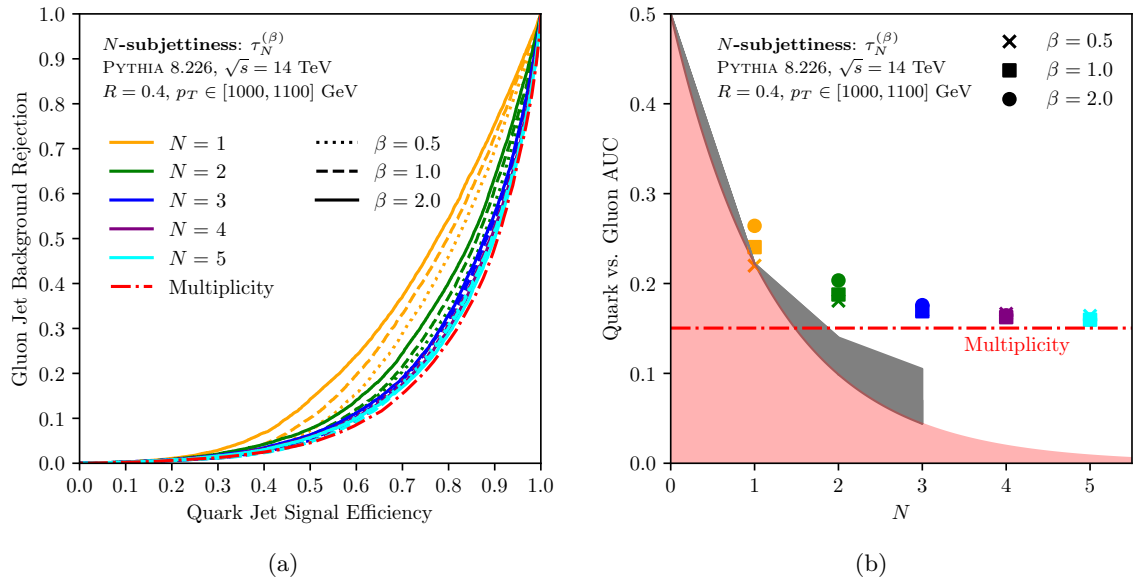 N-subjettiness: τ_N^(β)
PYTHIA 8.226, √s = 14 TeV
R = 0.4, p_T ∈ [1000, 1100] GeV
N = 1
N = 2
N = 3
N = 4
N = 5
Multiplicity
β = 0.5
β = 1.0
β = 2.0
Gluon Jet Background Rejection
1.0
0.9
0.8
0.7
0.6
0.5
0.4
0.3
0.2
0.1
0.0
0.0 0.1 0.2 0.3 0.4 0.5 0.6 0.7 0.8 0.9 1.0
Quark Jet Signal Efficiency
(a)
N-subjettiness: τ_N^(β)
PYTHIA 8.226, √s = 14 TeV
R = 0.4, p_T ∈ [1000, 1100] GeV
β = 0.5
β = 1.0
β = 2.0
Multiplicity
Quark vs. Gluon AUC
0.5
0.4
0.3
0.2
0.1
0.0
0 1 2 3 4 5
N
(b)